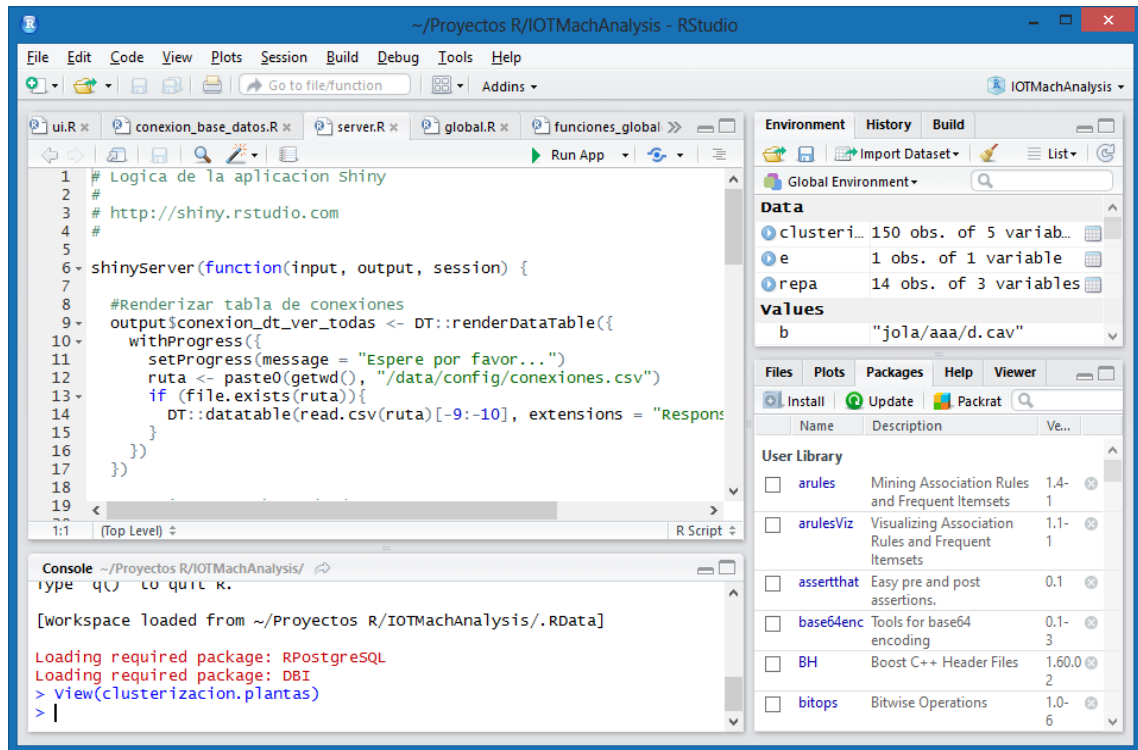 ~/Proyectos R/IOTMachAnalysis - RStudio
File Edit Code View Plots Session Build Debug Tools Help
Go to file/function Addins IOTMachAnalysis
ui.R conexion_base_datos.R server.R global.R funciones_global
Run App
1 # Logica de la aplicacion Shiny
2 #
3 # http://shiny.rstudio.com
4 #
5
6 shinyServer(function(input, output, session) {
7
8 #Renderizar tabla de conexiones
9 output$conexion_dt_ver_todas <- DT::renderDataTable({
10 withProgress({
11 setProgress(message = "Espere por favor...")
12 ruta <- paste0(getwd(), "/data/config/conexiones.csv")
13 if (file.exists(ruta)){
14 DT::datatable(read.csv(ruta)[-9:-10], extensions = "Respons
15 }
16 })
17 })
18
19
1:1 (Top Level) R Script
Console ~/Proyectos R/IOTMachAnalysis/
Type 'q()' to quit R.
[Workspace loaded from ~/Proyectos R/IOTMachAnalysis/.RData]
Loading required package: RPostgreSQL
Loading required package: DBI
> View(clusterizacion.plantas)
>
Environment History Build
Import Dataset List
Global Environment
Data
clusteri… 150 obs. of 5 variab…
e 1 obs. of 1 variable
repa 14 obs. of 3 variables
Values
b "jola/aaa/d.cav"
Files Plots Packages Help Viewer
Install Update Packrat
Name Description Ve...
User Library
arules Mining Association Rules 1.4-
and Frequent Itemsets 1
arulesViz Visualizing Association 1.1-
Rules and Frequent 1
Itemsets
assertthat Easy pre and post 0.1
assertions.
base64enc Tools for base64 0.1-
encoding 3
BH Boost C++ Header Files 1.60.0
2
bitops Bitwise Operations 1.0-
6